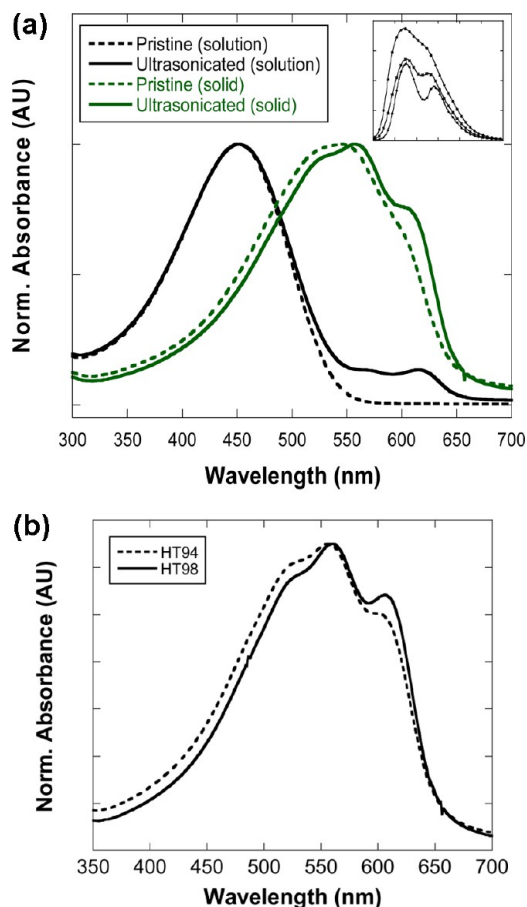 (a)
Pristine (solution)
Ultrasonicated (solution)
Pristine (solid)
Ultrasonicated (solid)
Norm. Absorbance (AU)
300 350 400 450 500 550 600 650 700
Wavelength (nm)
(b)
HT94
HT98
Norm. Absorbance (AU)
350 400 450 500 550 600 650 700
Wavelength (nm)